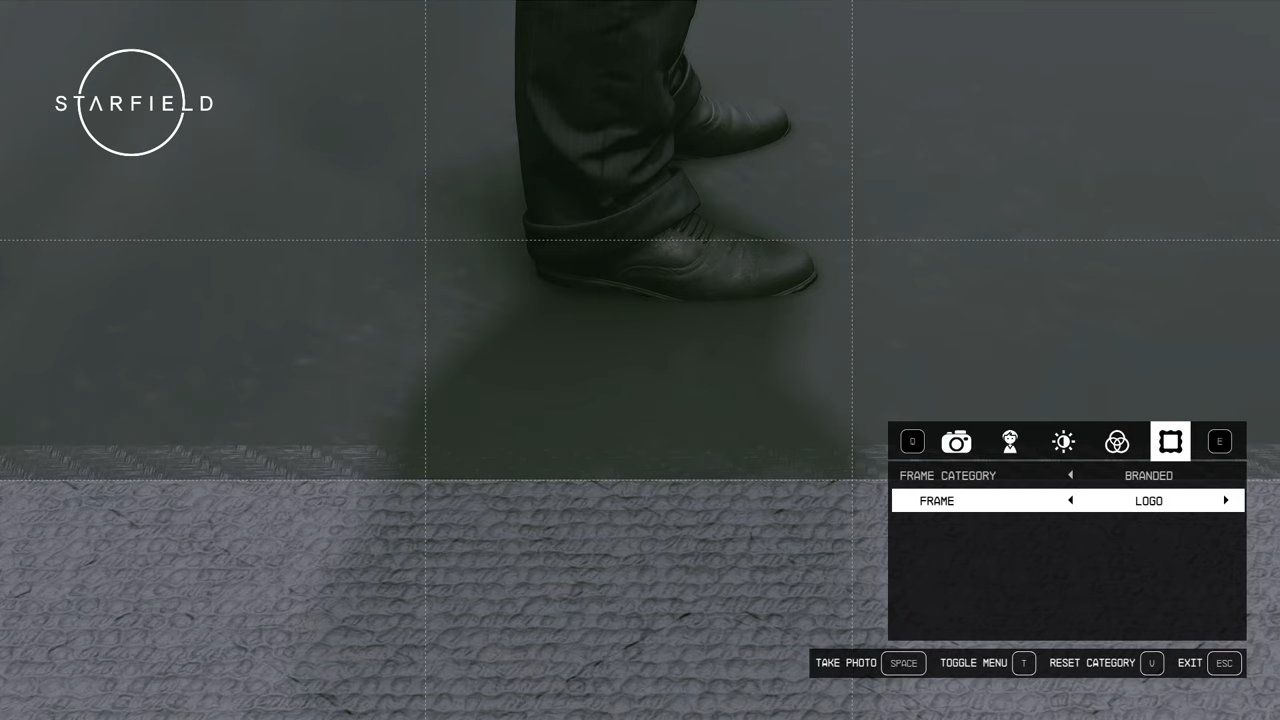 STARFIELD
Q
E
FRAME CATEGORY BRANDED
FRAME LOGO
TAKE PHOTO SPACE TOGGLE MENU T RESET CATEGORY V EXIT ESC